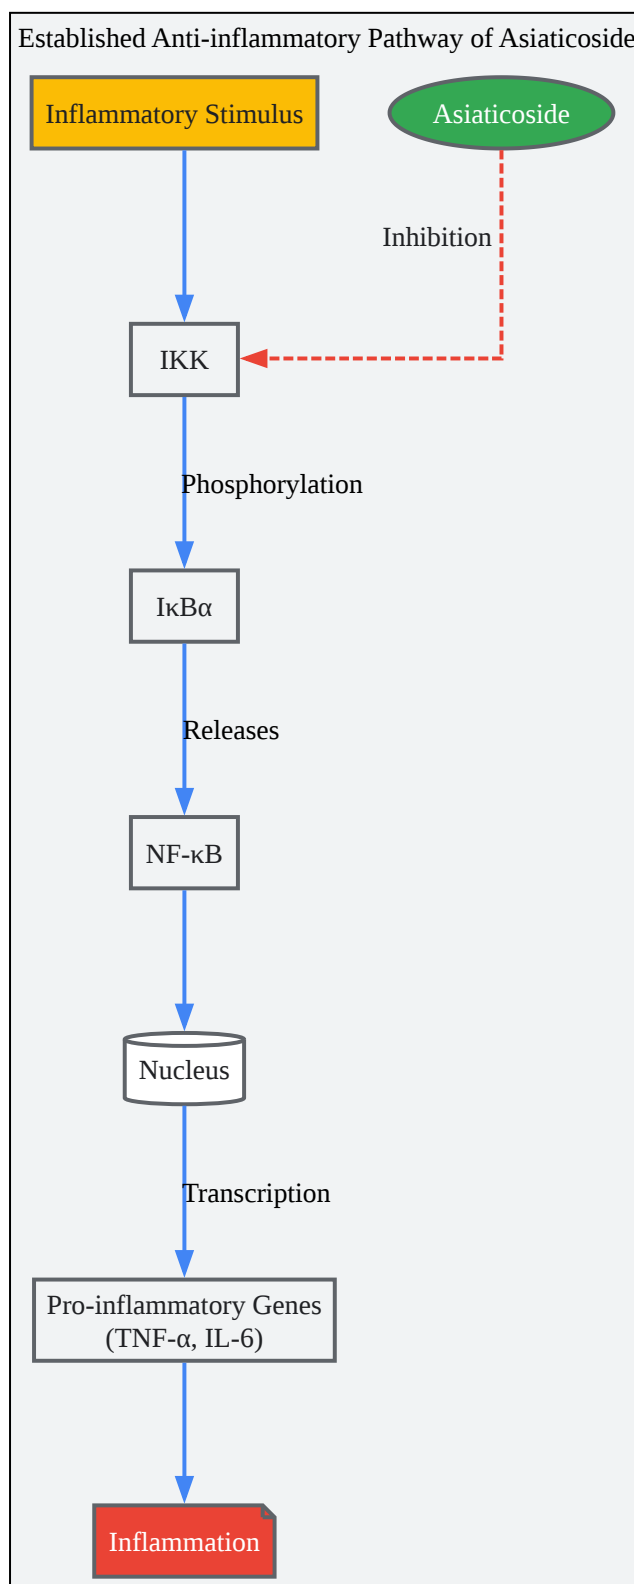 Established Anti-inflammatory Pathway of Asiaticoside
Inflammatory Stimulus
Asiaticoside
Inhibition
IKK
Phosphorylation
IκBα
Releases
NF-κB
Nucleus
Transcription
Pro-inflammatory Genes
(TNF-α, IL-6)
Inflammation